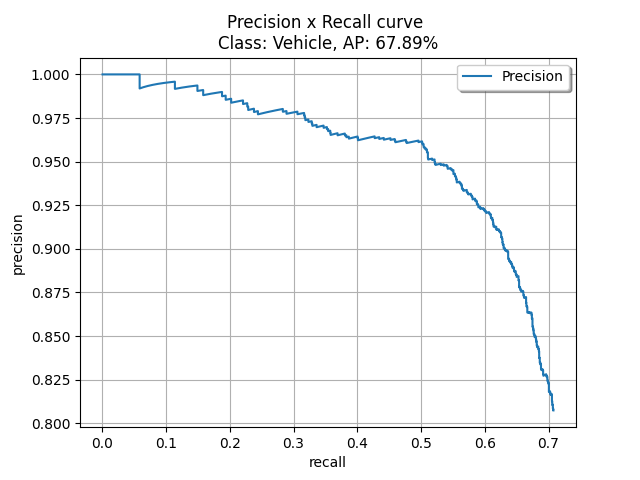 Precision x Recall curve
Class: Vehicle, AP: 67.89%
Precision
1.000
0.975
0.950
0.925
0.900
0.875
0.850
0.825
0.800
precision
0.0 0.1 0.2 0.3 0.4 0.5 0.6 0.7
recall